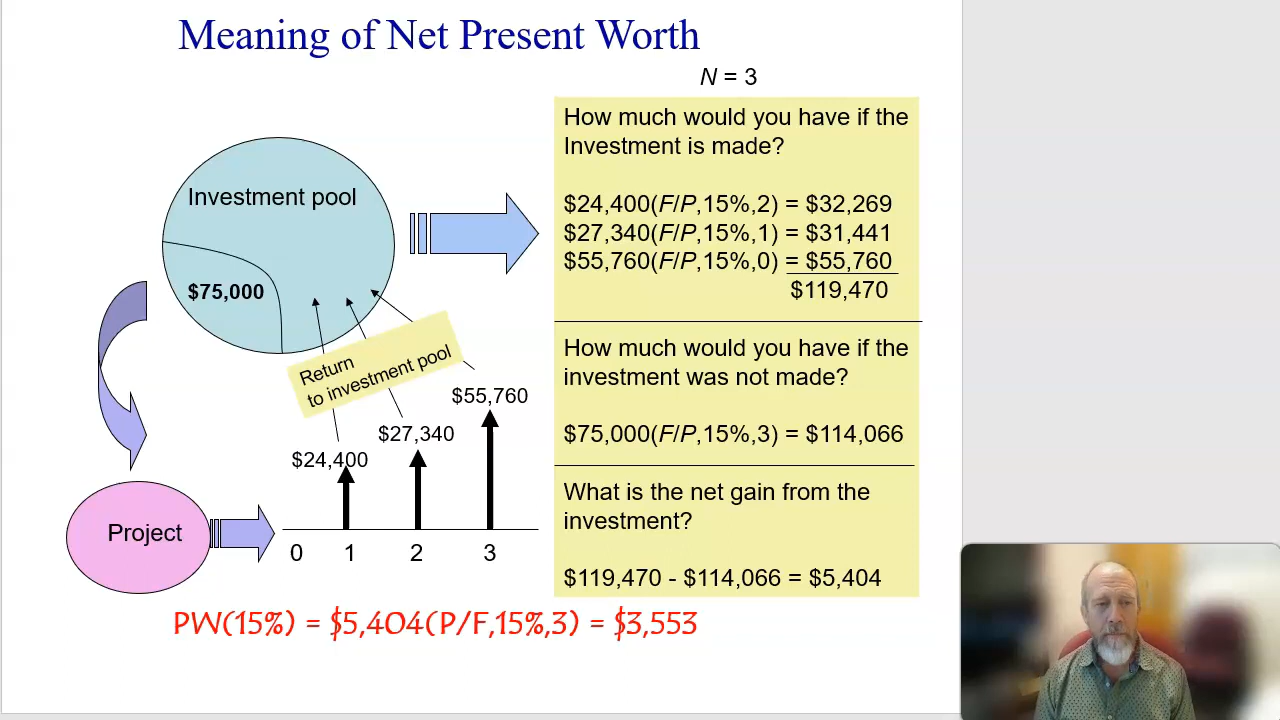 Meaning of Net Present Worth
N = 3
Investment pool
$75,000
Return
to investment pool
$55,760
$27,340
$24,400
Project
0 1 2 3
How much would you have if the
Investment is made?
$24,400(F/P,15%,2) = $32,269
$27,340(F/P,15%,1) = $31,441
$55,760(F/P,15%,0) = $55,760
$119,470
How much would you have if the
investment was not made?
$75,000(F/P,15%,3) = $114,066
What is the net gain from the
investment?
$119,470 - $114,066 = $5,404
PW(15%) = $5,404(P/F,15%,3) = $3,553